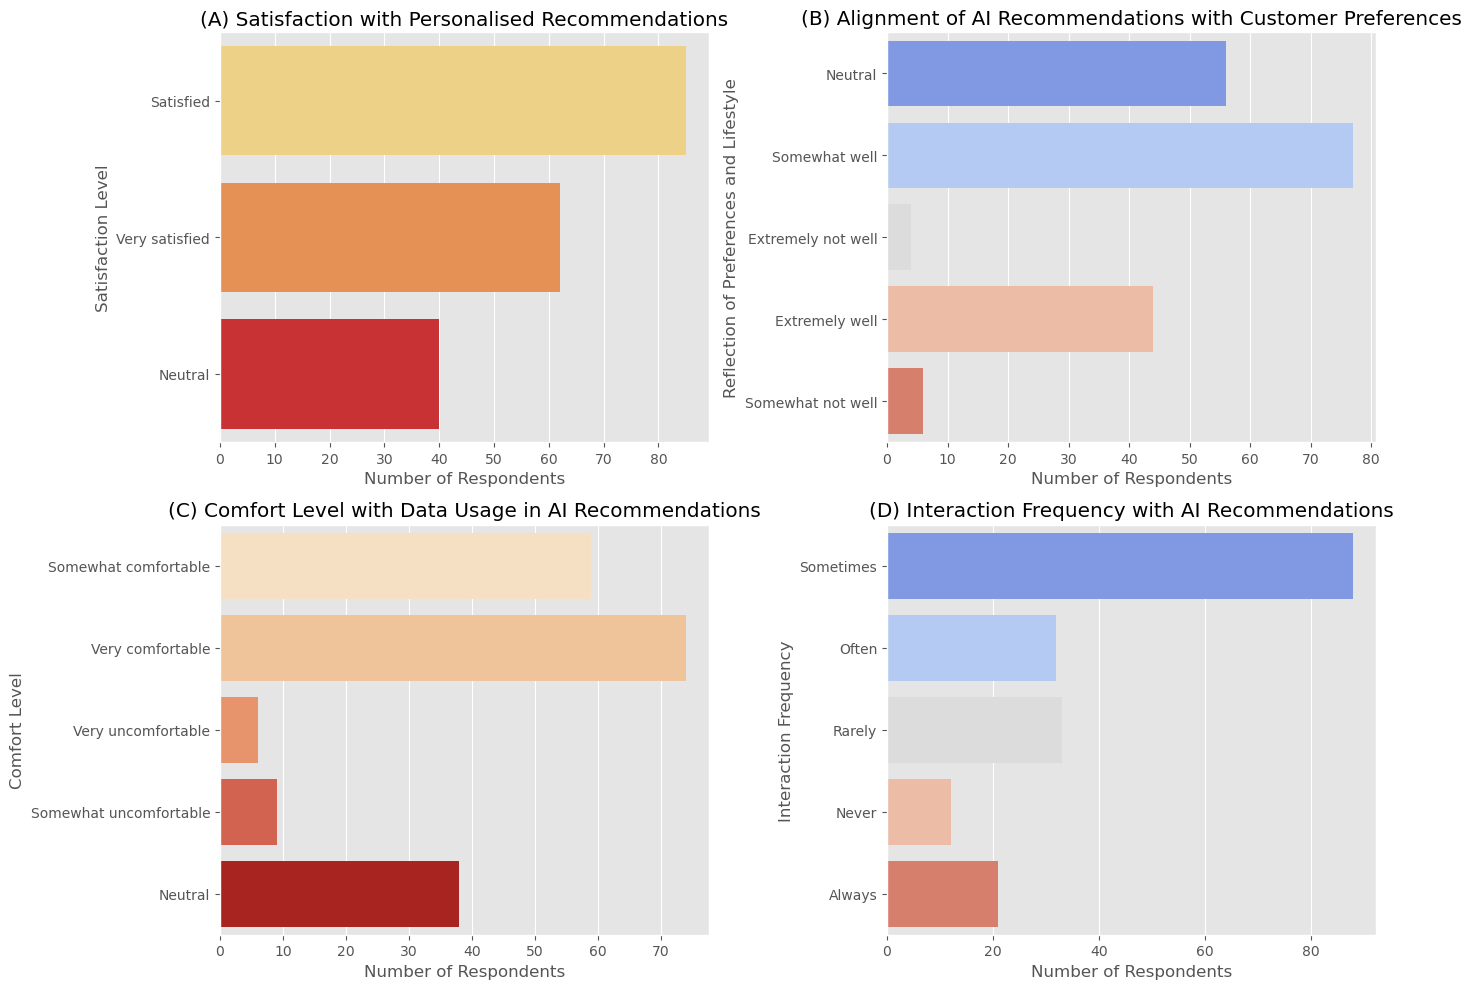 (A) Satisfaction with Personalised Recommendations
Satisfaction Level
Satisfied
Very satisfied
Neutral
0 10 20 30 40 50 60 70 80
Number of Respondents
(B) Alignment of AI Recommendations with Customer Preferences
Reflection of Preferences and Lifestyle
Neutral
Somewhat well
Extremely not well
Extremely well
Somewhat not well
0 10 20 30 40 50 60 70 80
Number of Respondents
(C) Comfort Level with Data Usage in AI Recommendations
Comfort Level
Somewhat comfortable
Very comfortable
Very uncomfortable
Somewhat uncomfortable
Neutral
0 10 20 30 40 50 60 70
Number of Respondents
(D) Interaction Frequency with AI Recommendations
Interaction Frequency
Sometimes
Often
Rarely
Never
Always
0 20 40 60 80
Number of Respondents